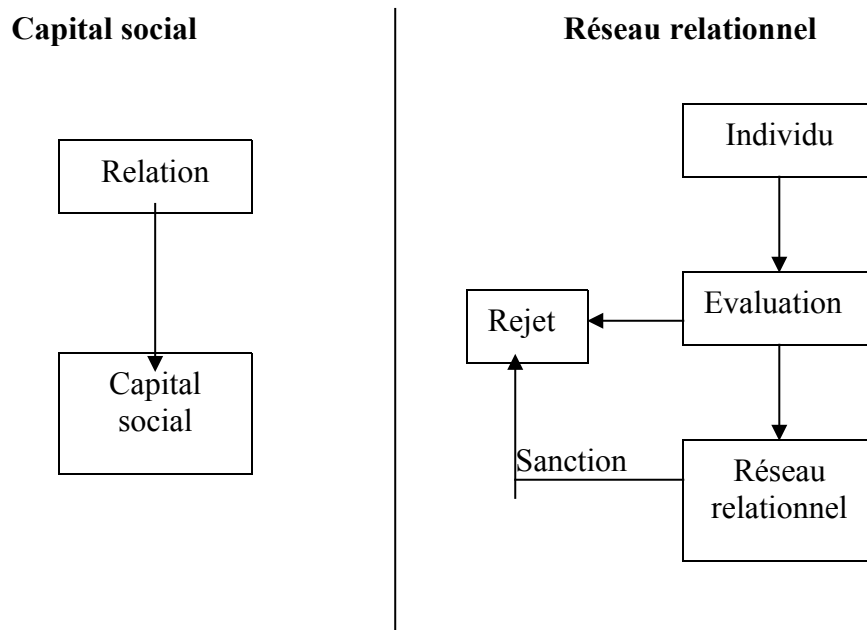 Capital social
Relation
Capital
social
Réseau relationnel
Individu
Evaluation
Rejet
Sanction
Réseau
relationnel